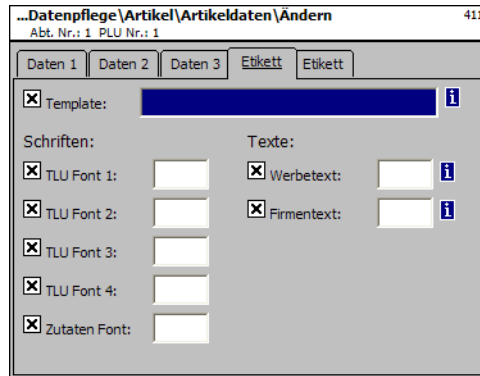 ...Datenpflege\Artikel\Artikeldaten\Ändern 411
Abt. Nr.: 1 PLU Nr.: 1
Daten 1 Daten 2 Daten 3 Etikett Etikett
Template: i
Schriften: Texte:
TLU Font 1: Werbetext: i
TLU Font 2: Firmentext: i
TLU Font 3:
TLU Font 4:
Zutaten Font: